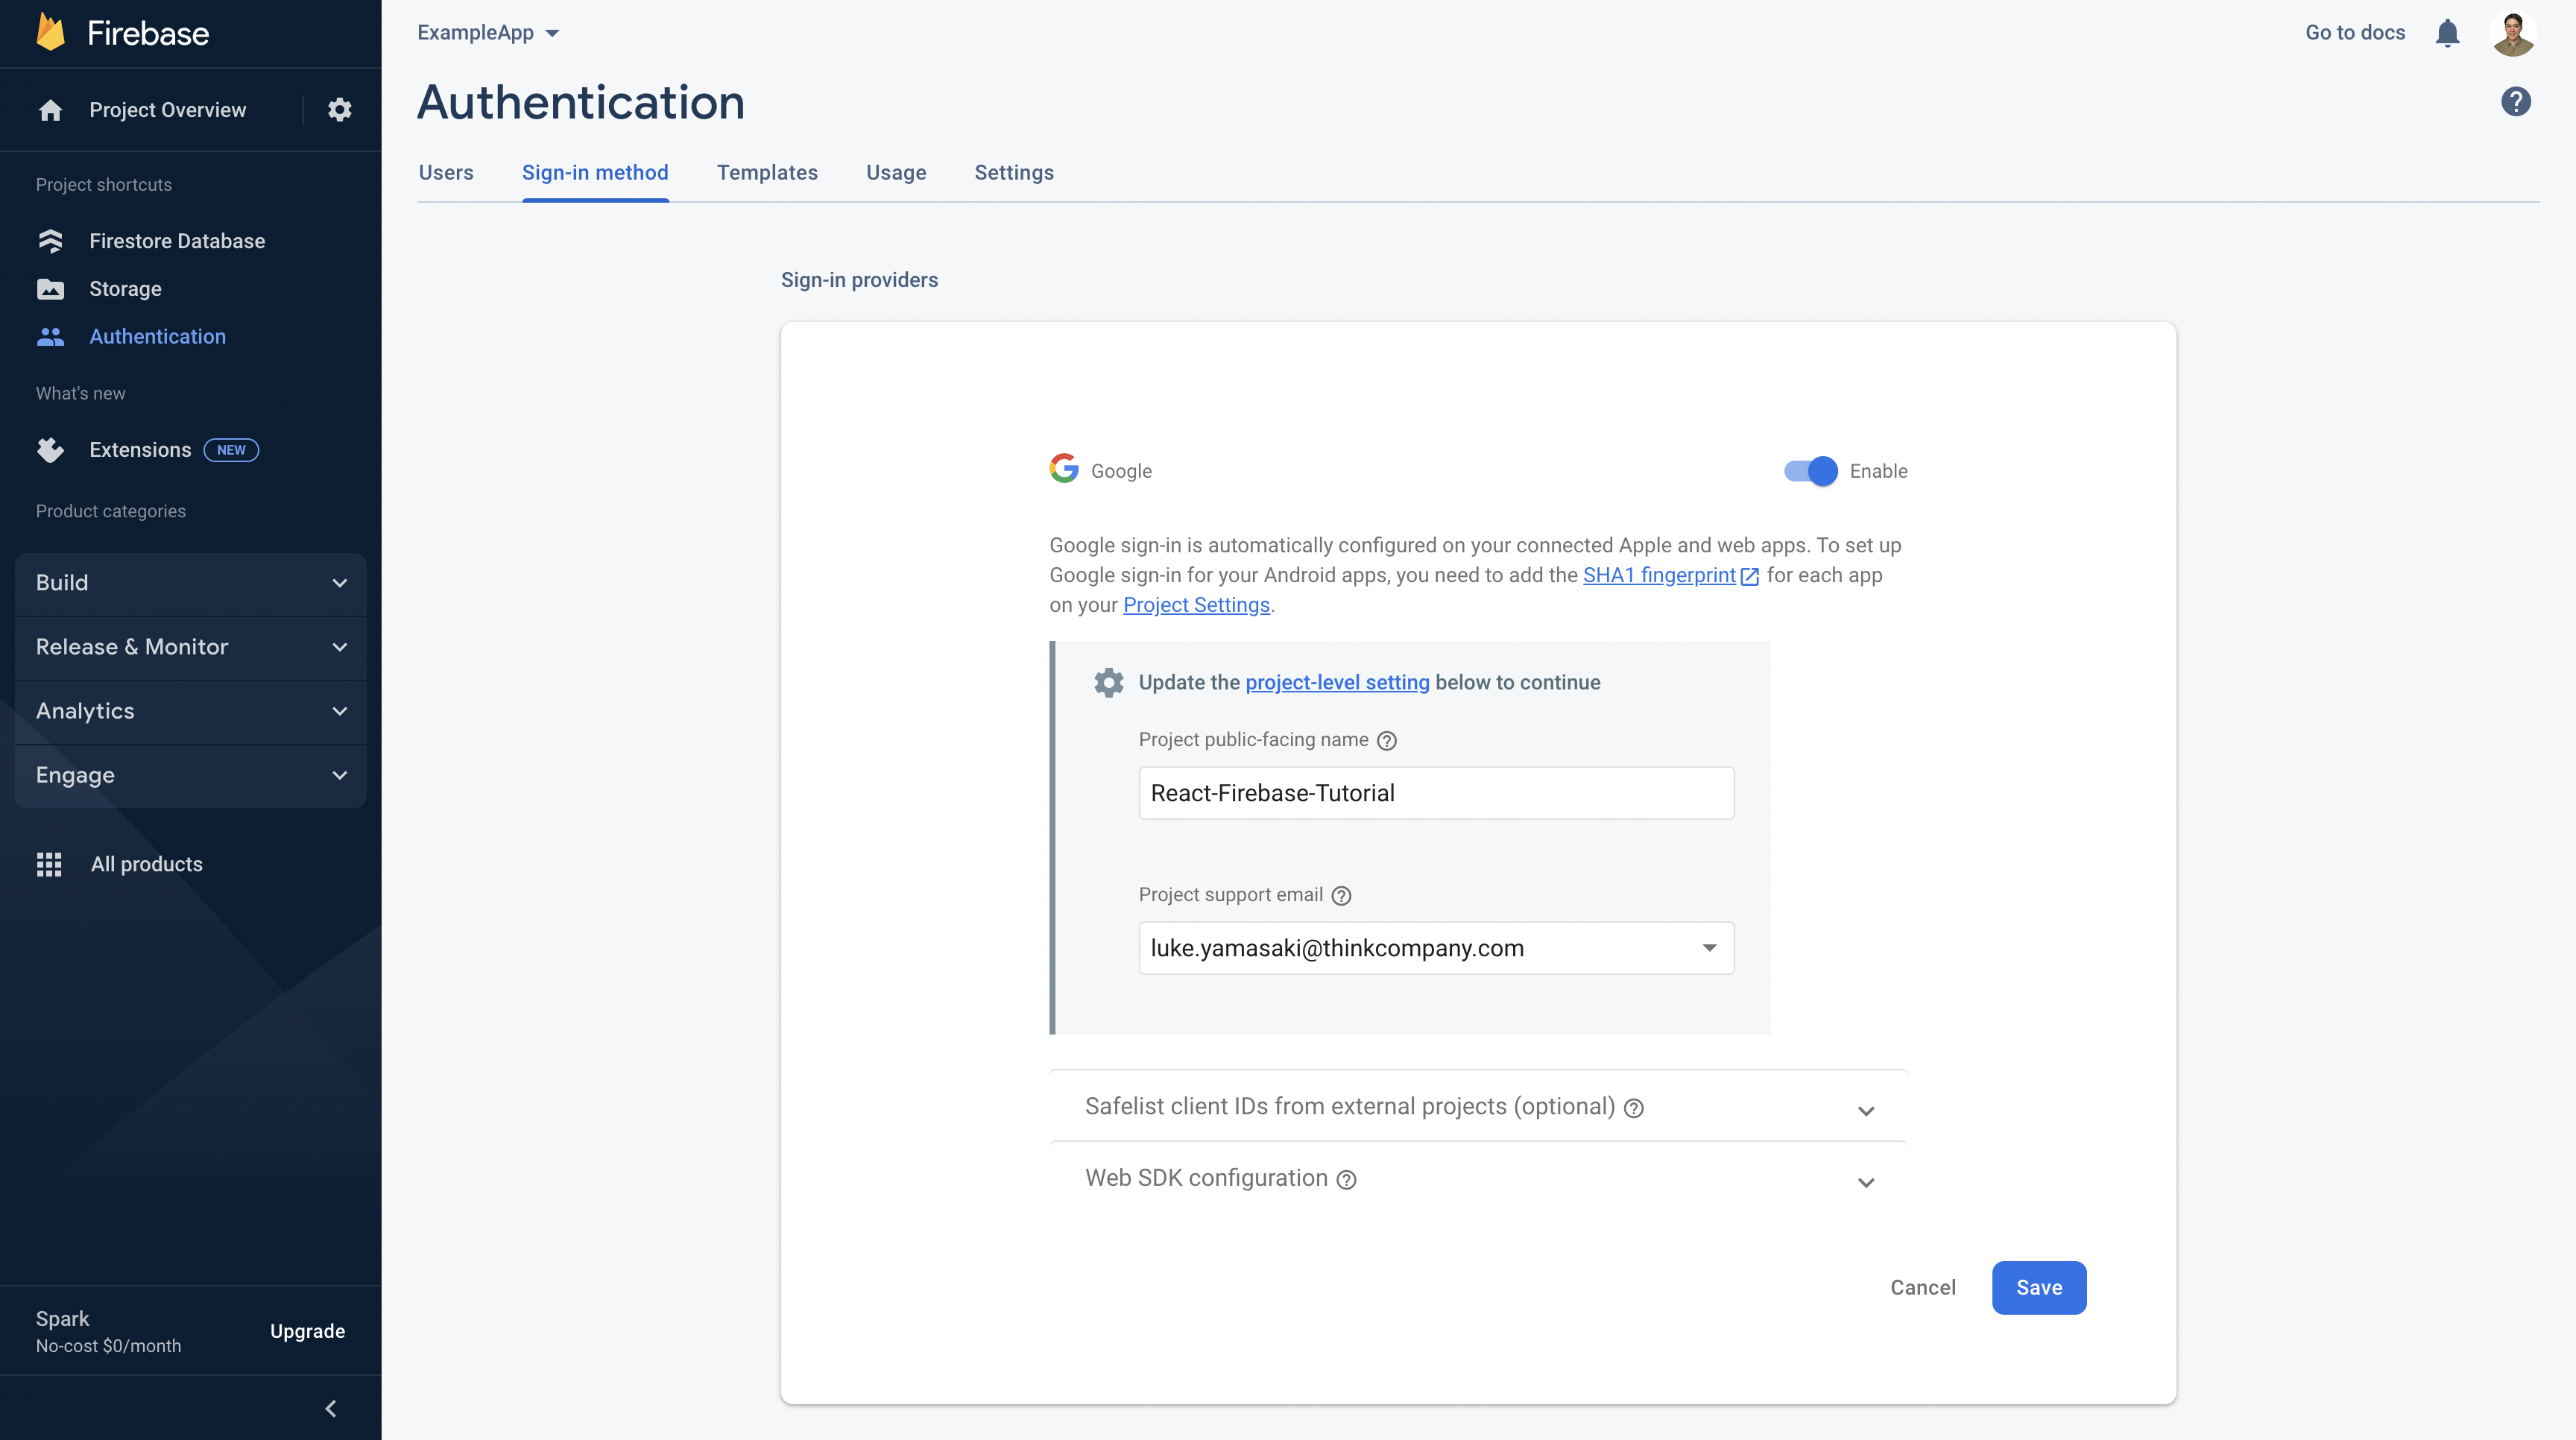 Firebase
Project Overview
Project shortcuts
Firestore Database
Storage
Authentication
What's new
Extensions NEW
Product categories
Build
Release & Monitor
Analytics
Engage
All products
Spark
No-cost $0/month
Upgrade
ExampleApp
Go to docs
Authentication
Users Sign-in method Templates Usage Settings
Sign-in providers
Google
Enable
Google sign-in is automatically configured on your connected Apple and web apps. To set up
Google sign-in for your Android apps, you need to add the SHA1 fingerprint for each app
on your Project Settings.
Update the project-level setting below to continue
Project public-facing name
React-Firebase-Tutorial
Project support email
luke.yamasaki@thinkcompany.com
Safelist client IDs from external projects (optional)
Web SDK configuration
Cancel Save